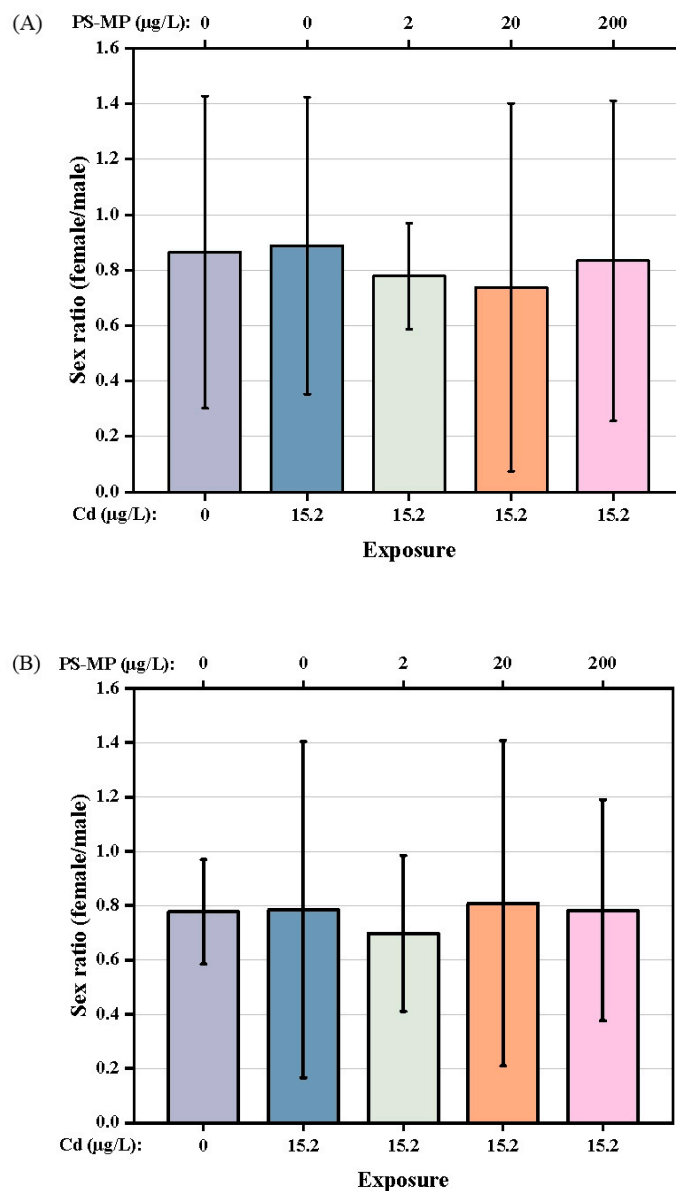 (A) PS-MP (µg/L): 0 0 2 20 200
1.6
1.4
1.2
1.0
0.8
0.6
0.4
0.2
0.0
Sex ratio (female/male)
Cd (µg/L): 0 15.2 15.2 15.2 15.2
Exposure
(B) PS-MP (µg/L): 0 0 2 20 200
1.6
1.4
1.2
1.0
0.8
0.6
0.4
0.2
0.0
Sex ratio (female/male)
Cd (µg/L): 0 15.2 15.2 15.2 15.2
Exposure